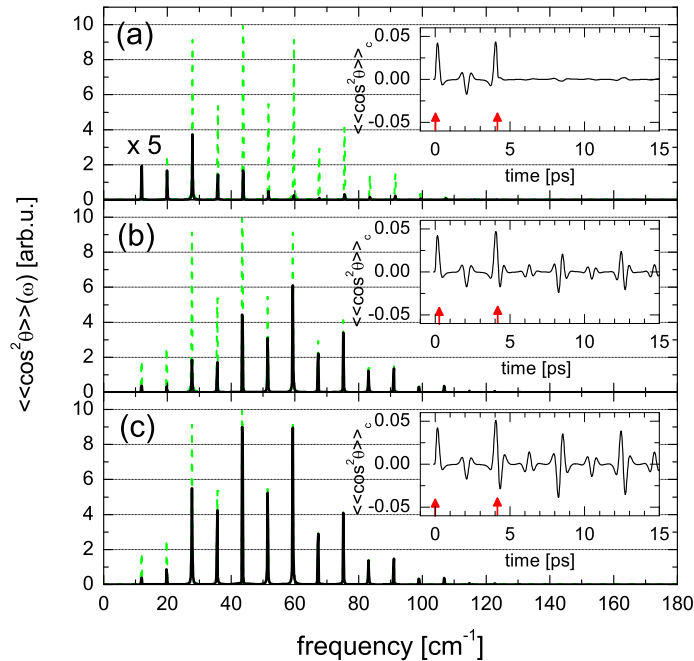 <<cos²θ>>(ω) [arb.u.]
10
8
6
4
2
0
(a)
x 5
<<cos²θ>>c
0.05
0.00
-0.05
0 5 10 15
time [ps]
10
8
6
4
2
0
(b)
<<cos²θ>>c
0.05
0.00
-0.05
0 5 10 15
time [ps]
10
8
6
4
2
0
(c)
<<cos²θ>>c
0.05
0.00
-0.05
0 5 10 15
time [ps]
0 20 40 60 80 100 120 140 160 180
frequency [cm⁻¹]